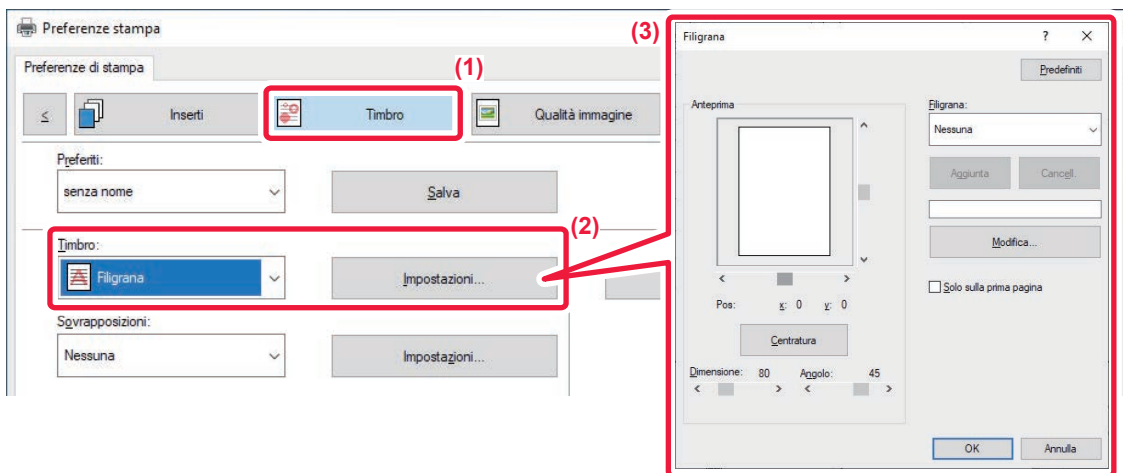 Preferenze stampa
Preferenze di stampa
(1)
≤
Inserti
Timbro
Qualità immagine
Preferiti:
senza nome
Salva
(2)
Timbro:
Filigrana
Impostazioni...
Sovrapposizioni:
Nessuna
Impostazioni...
(3)
Filigrana
?
Predefiniti
Anteprima
Filigrana:
Nessuna
Aggiunta
Cancell.
Modifica...
Solo sulla prima pagina
Pos: x: 0 y: 0
Centratura
Dimensione: 80 Angolo: 45
OK
Annulla